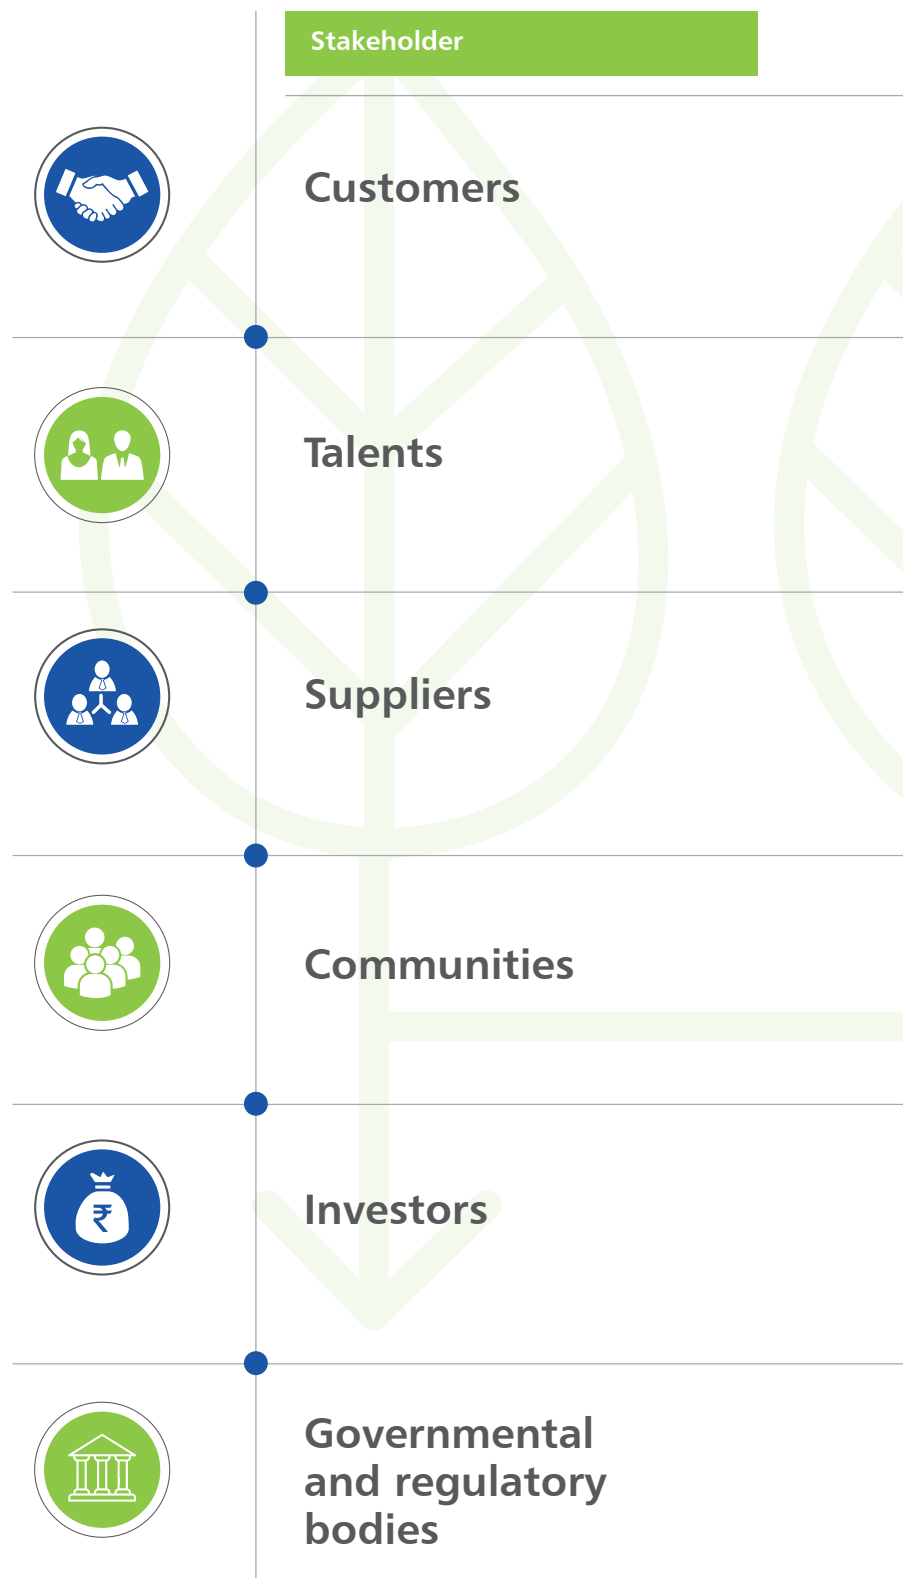 Stakeholder
Customers
Talents
Suppliers
Communities
₹
Investors
Governmental
and regulatory
bodies